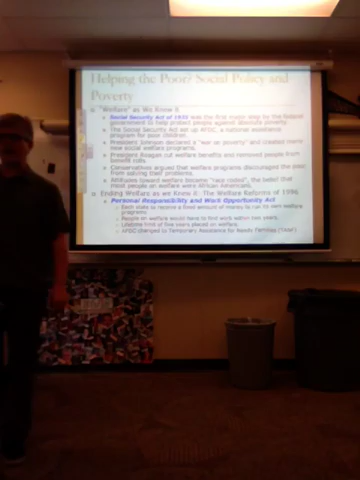 Helping the Poor? Social Policy and
Poverty
"Welfare" as We Knew It
Social Security Act of 1935 was the first major step by the federal
government to help protect people against absolute poverty.
The Social Security Act set up AFDC, a national assistance
program for poor children.
President Johnson declared a "war on poverty" and created many
new social welfare programs.
President Reagan cut welfare benefits and removed people from
benefit rolls.
Conservatives argued that welfare programs discouraged the poor
from solving their problems.
Attitudes toward welfare became "race coded", the belief that
most people on welfare were African Americans.
Ending Welfare as We Knew It: The Welfare Reforms of 1996
Personal Responsibility and Work Opportunity Act
Each state to receive a fixed amount of money to run its own welfare
programs
People on welfare would have to find work within two years.
Lifetime limit of five years placed on welfare.
AFDC changed to Temporary Assistance for Needy Families (TANF)